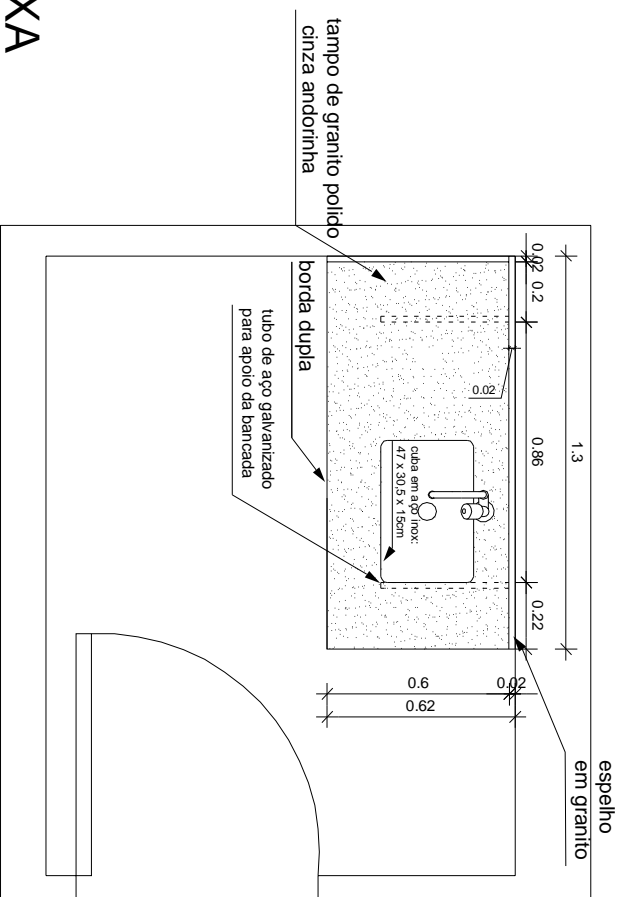 XA
tampo de granito polido
cinza andorinha
borda dupla
tubo de aço galvanizado
para apoio da bancada
cuba em aço inox:
47 x 30,5 x 15cm
espelho
em granito
0.02
0.2
0.86
0.22
1.3
0.02
0.6
0.02
0.62